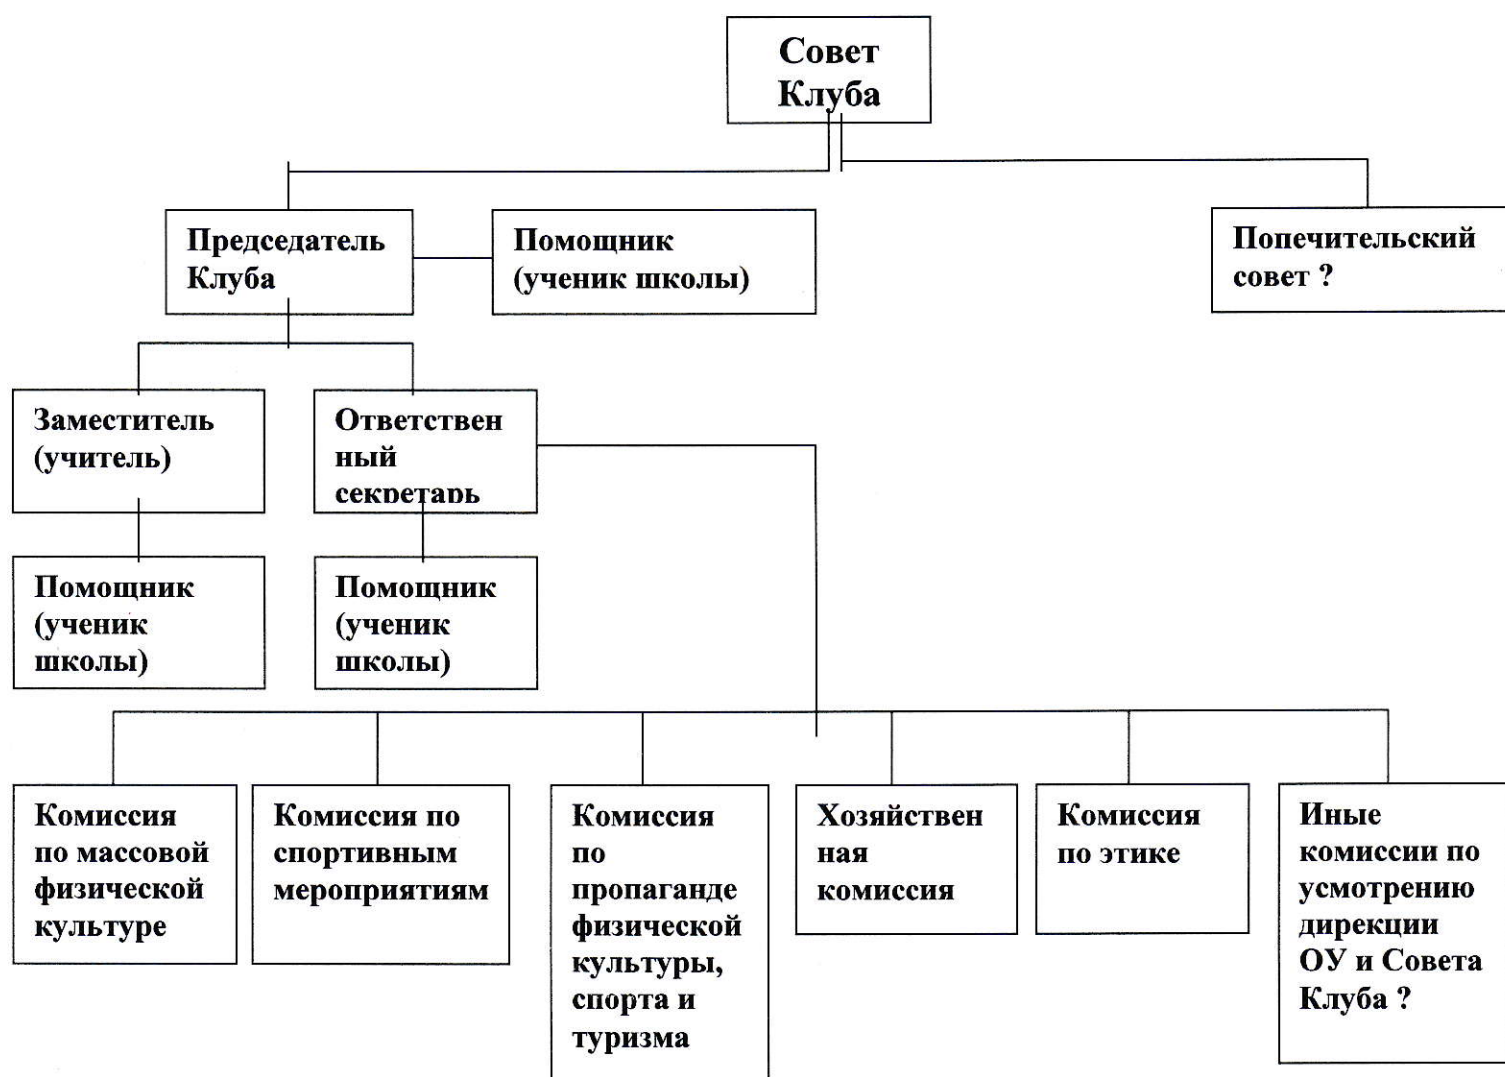 Совет
Клуба
Председатель
Клуба
Помощник
(ученик школы)
Попечительский
совет ?
Заместитель
(учитель)
Ответствен
ный
секретарь
Помощник
(ученик
школы)
Помощник
(ученик
школы)
Комиссия
по массовой
физической
культуре
Комиссия по
спортивным
мероприятиям
Комиссия
по
пропаганде
физической
культуры,
спорта и
туризма
Хозяйствен
ная
комиссия
Комиссия
по этике
Иные
комиссии по
усмотрению
дирекции
ОУ и Совета
Клуба ?